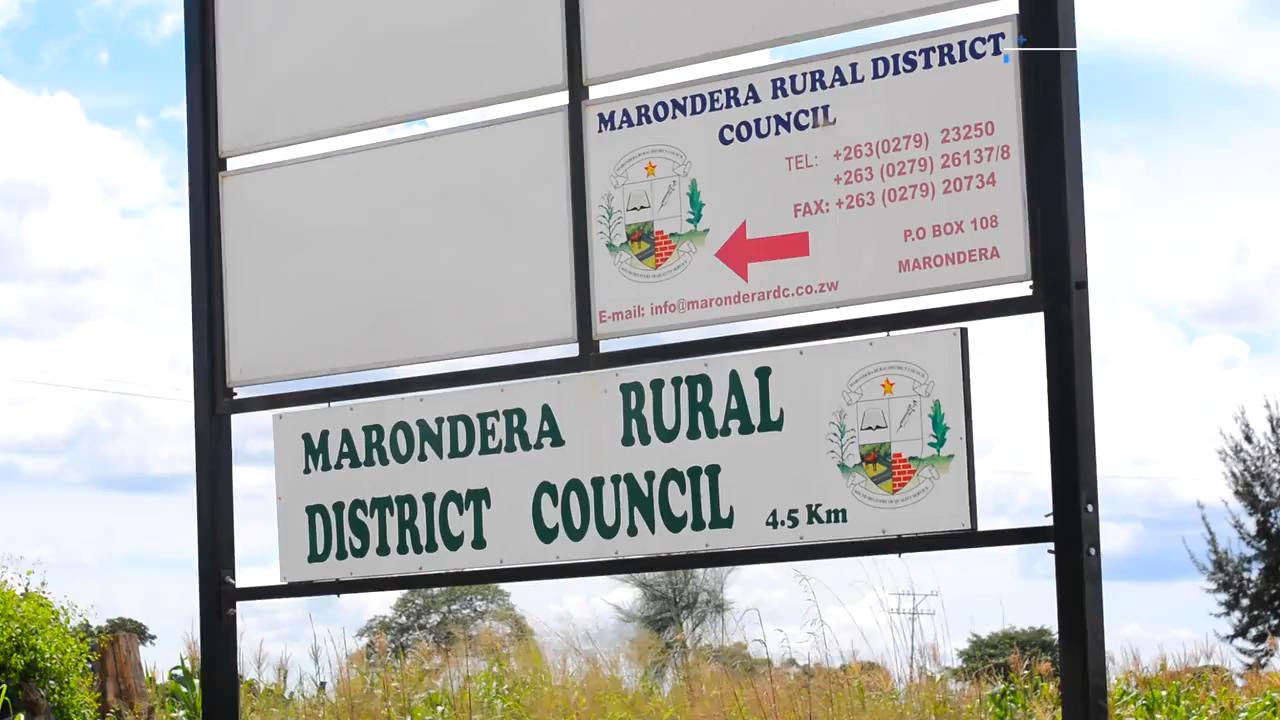 MARONDERA RURAL DISTRICT
COUNCIL
TEL: +263(0279) 23250
+263 (0279) 26137/8
FAX: +263 (0279) 20734
P.O BOX 108
MARONDERA
E-mail: info@maronderardc.co.zw
MARONDERA RURAL
DISTRICT COUNCIL 4.5 Km